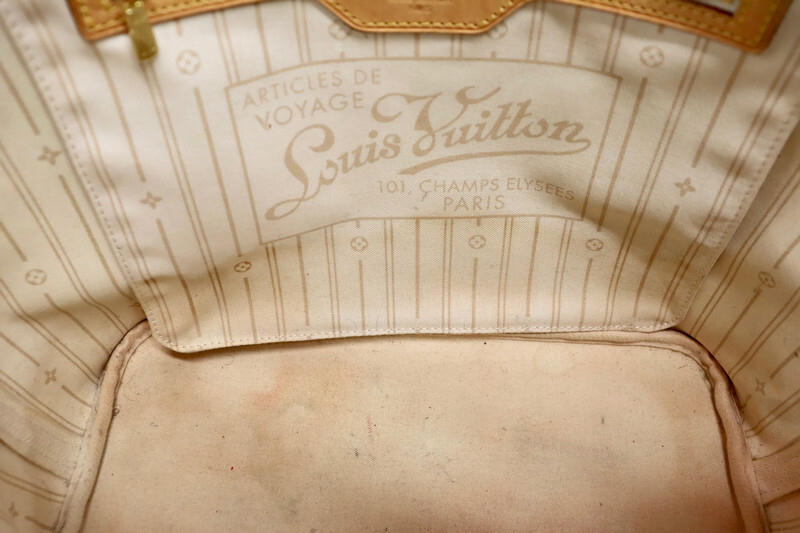 ARTICLES DE
VOYAGE
Louis Vuitton
101, CHAMPS ELYSEES
PARIS